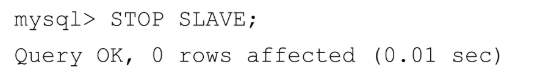 mysql> STOP SLAVE;
Query OK, 0 rows affected (0.01 sec)